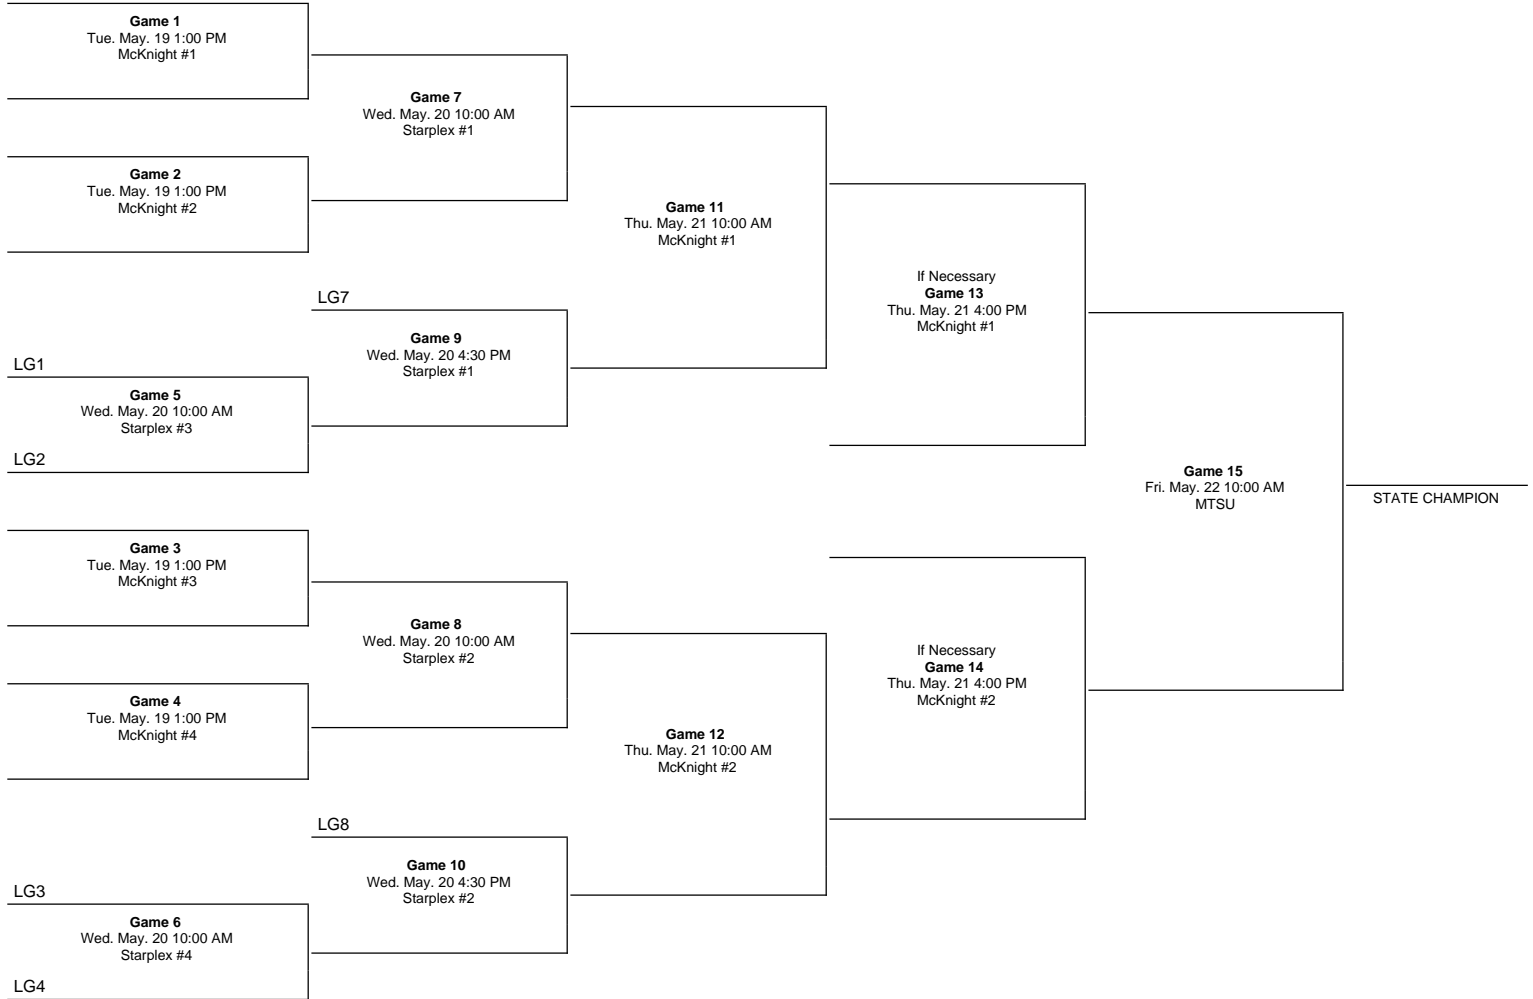 Game 1
Tue. May. 19 1:00 PM
McKnight #1
Game 7
Wed. May. 20 10:00 AM
Starplex #1
Game 2
Tue. May. 19 1:00 PM
McKnight #2
Game 11
Thu. May. 21 10:00 AM
McKnight #1
If Necessary
Game 13
Thu. May. 21 4:00 PM
McKnight #1
LG7
Game 9
Wed. May. 20 4:30 PM
Starplex #1
LG1
Game 5
Wed. May. 20 10:00 AM
Starplex #3
LG2
Game 15
Fri. May. 22 10:00 AM
MTSU
STATE CHAMPION
Game 3
Tue. May. 19 1:00 PM
McKnight #3
Game 8
Wed. May. 20 10:00 AM
Starplex #2
If Necessary
Game 14
Thu. May. 21 4:00 PM
McKnight #2
Game 4
Tue. May. 19 1:00 PM
McKnight #4
Game 12
Thu. May. 21 10:00 AM
McKnight #2
LG8
Game 10
Wed. May. 20 4:30 PM
Starplex #2
LG3
Game 6
Wed. May. 20 10:00 AM
Starplex #4
LG4